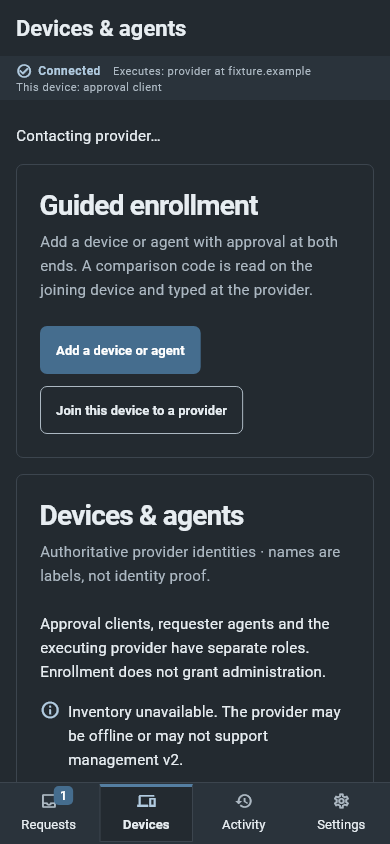 Devices & agents
Connected Executes: provider at fixture.example
This device: approval client
Contacting provider…
Guided enrollment
Add a device or agent with approval at both
ends. A comparison code is read on the
joining device and typed at the provider.
Add a device or agent
Join this device to a provider
Devices & agents
Authoritative provider identities · names are
labels, not identity proof.
Approval clients, requester agents and the
executing provider have separate roles.
Enrollment does not grant administration.
Inventory unavailable. The provider may
be offline or may not support
management v2.
1
Requests Devices Activity Settings